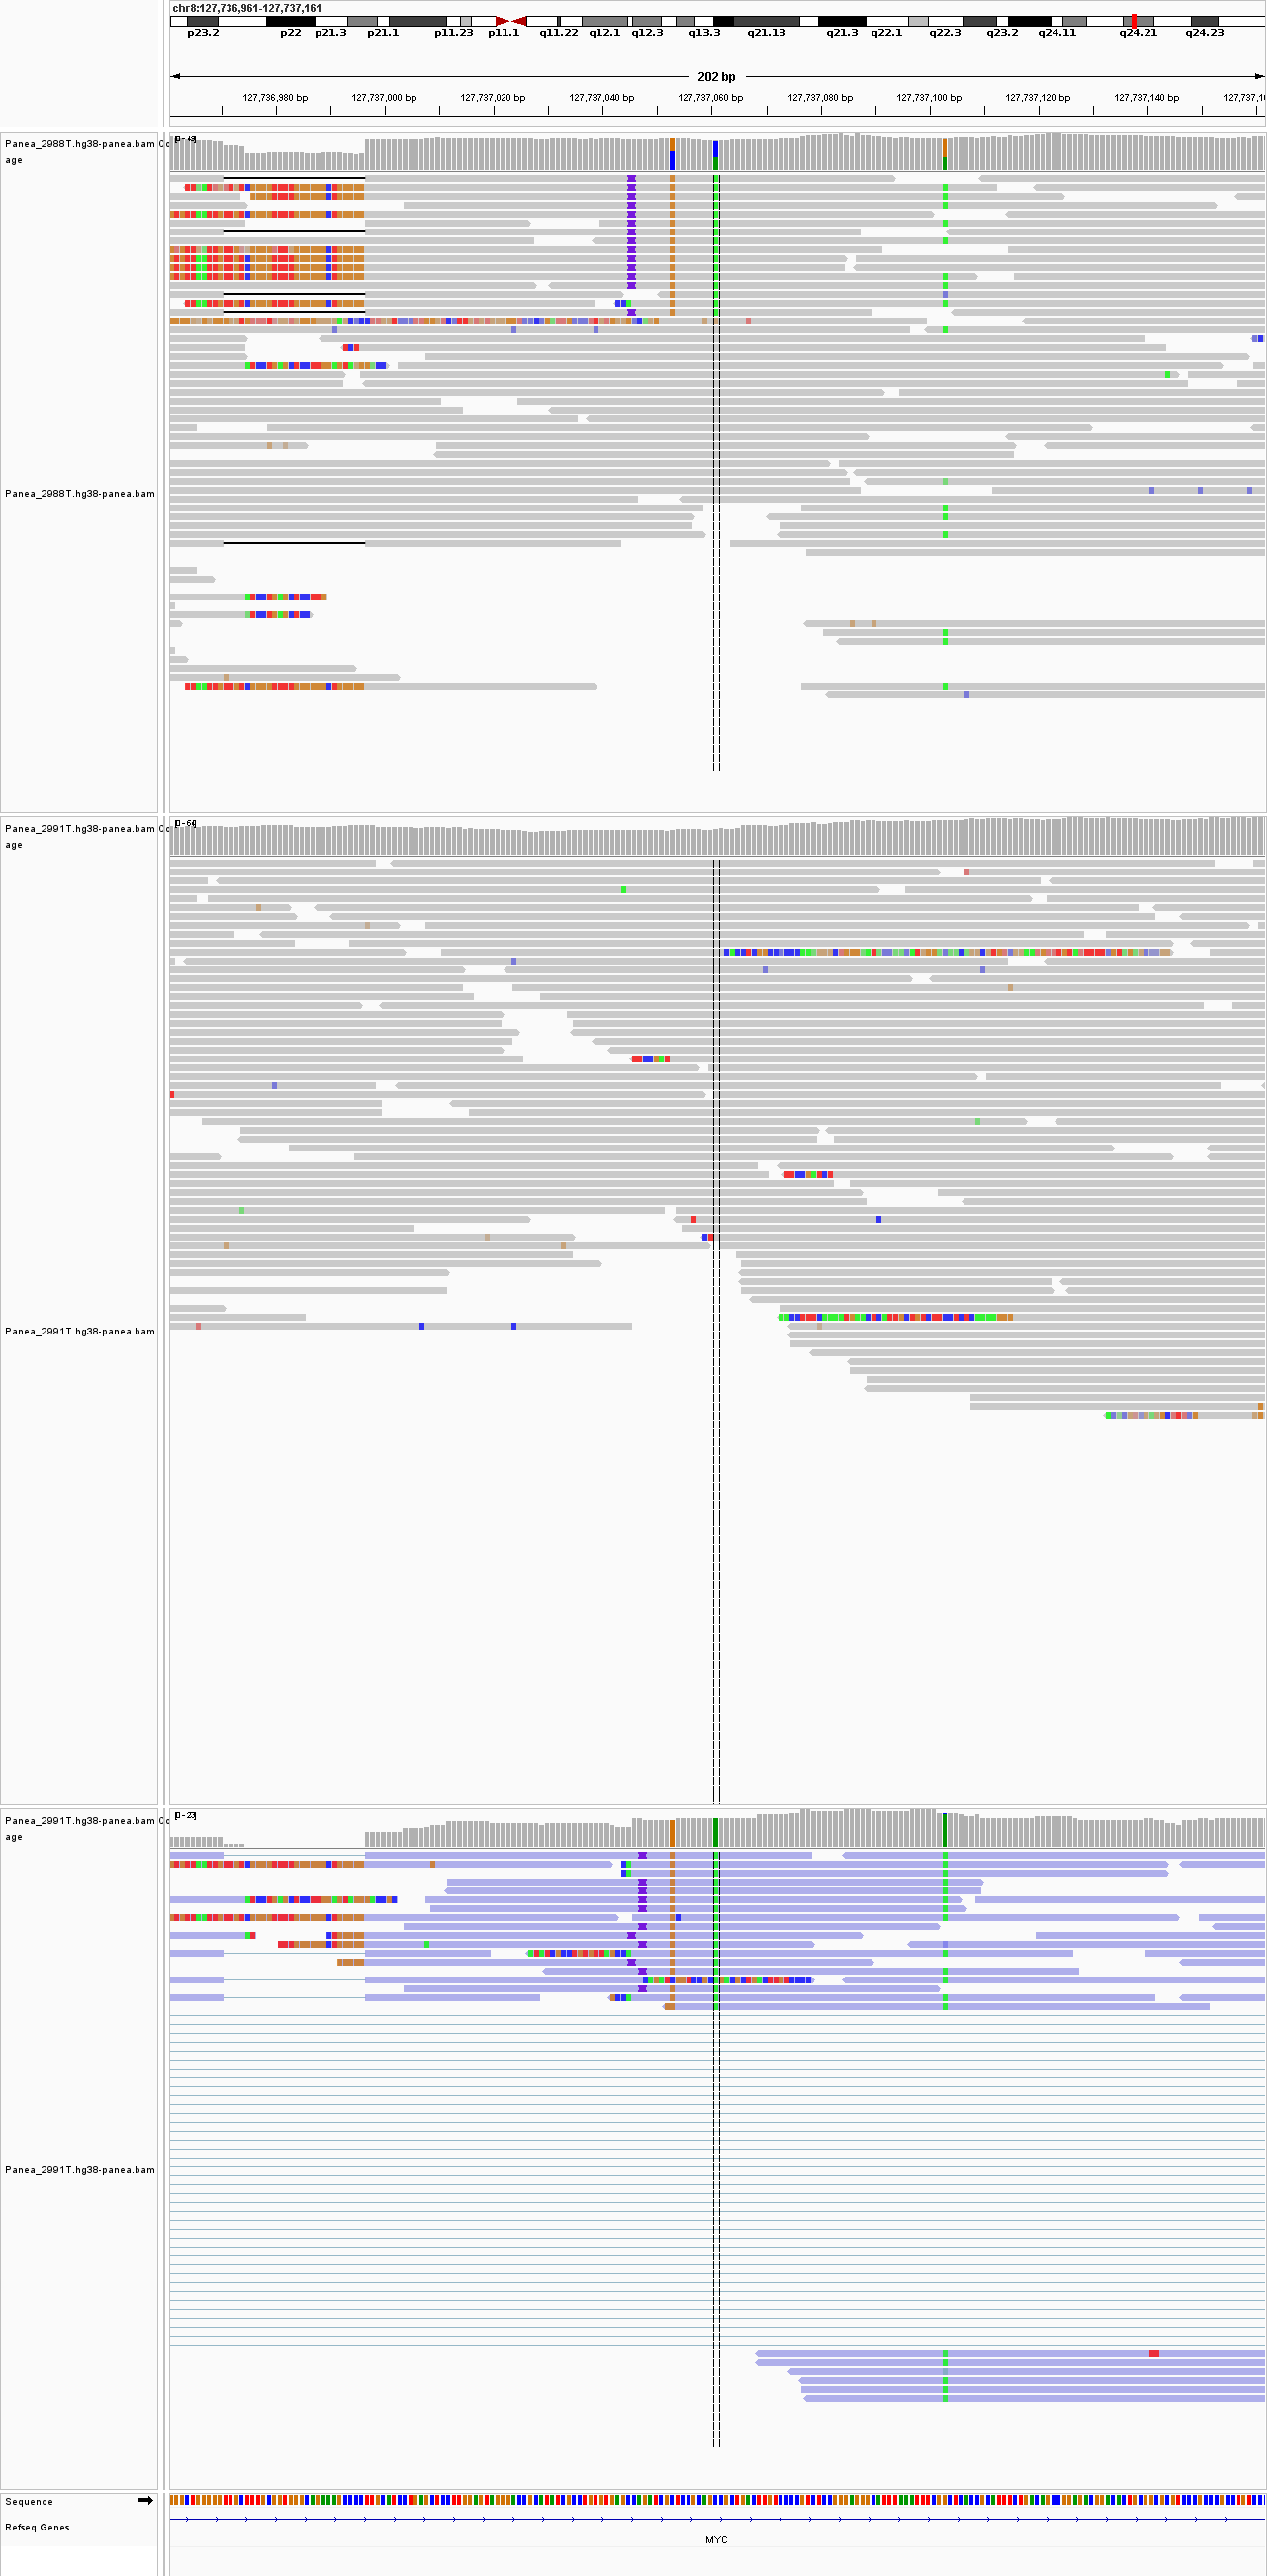 chr8:127,736,961-127,737,161
p23.2 p22 p21.3 p21.1 p11.23 p11.1 q11.22 q12.1 q12.3 q13.3 q21.13 q21.3 q22.1 q22.3 q23.2 q24.11 q24.21 q24.23
202 bp
127,736,980 bp 127,737,000 bp 127,737,020 bp 127,737,040 bp 127,737,060 bp 127,737,080 bp 127,737,100 bp 127,737,120 bp 127,737,140 bp 127,737,1
Panea_2988T.hg38-panea.bam Co
age
Panea_2988T.hg38-panea.bam
Panea_2991T.hg38-panea.bam Co
age
Panea_2991T.hg38-panea.bam
Panea_2991T.hg38-panea.bam Co
age
Panea_2991T.hg38-panea.bam
Sequence
Refseq Genes
MYC